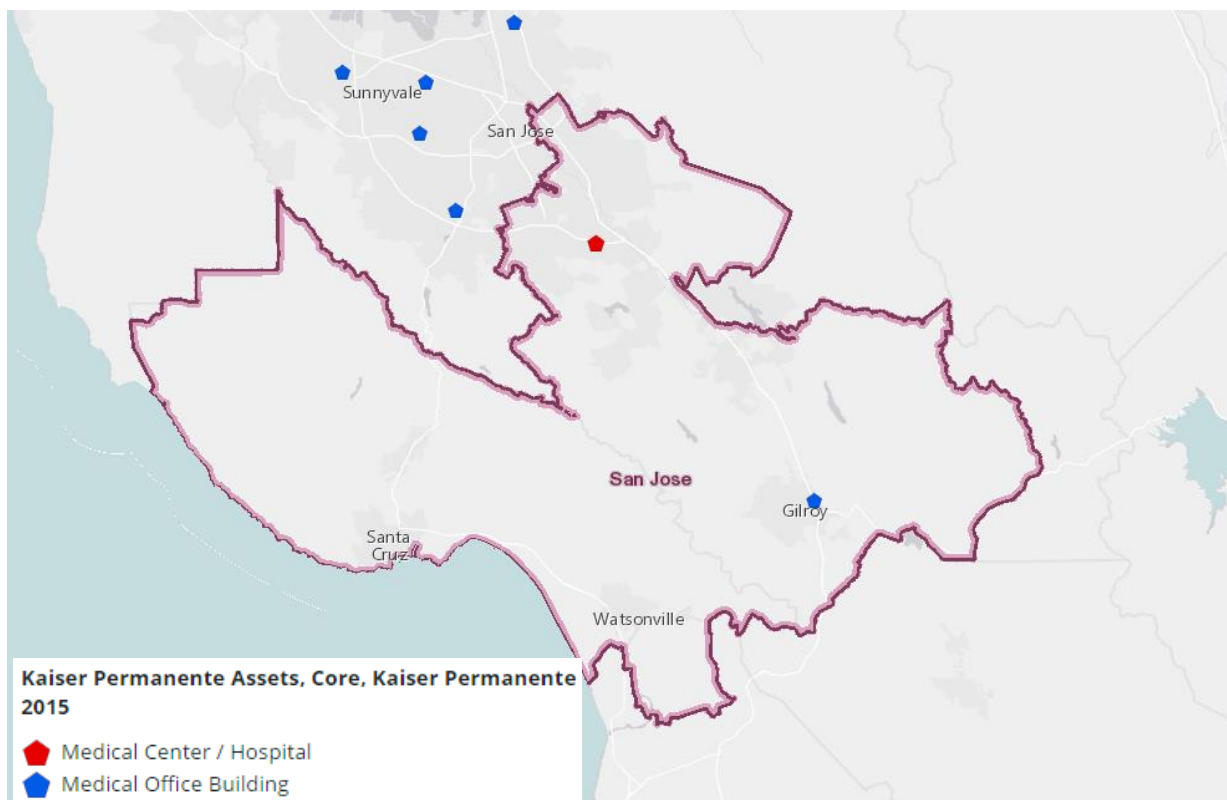 Sunnyvale
San Jose
San Jose
Gilroy
Santa
Cruz
Watsonville
Kaiser Permanente Assets, Core, Kaiser Permanente
2015
Medical Center / Hospital
Medical Office Building